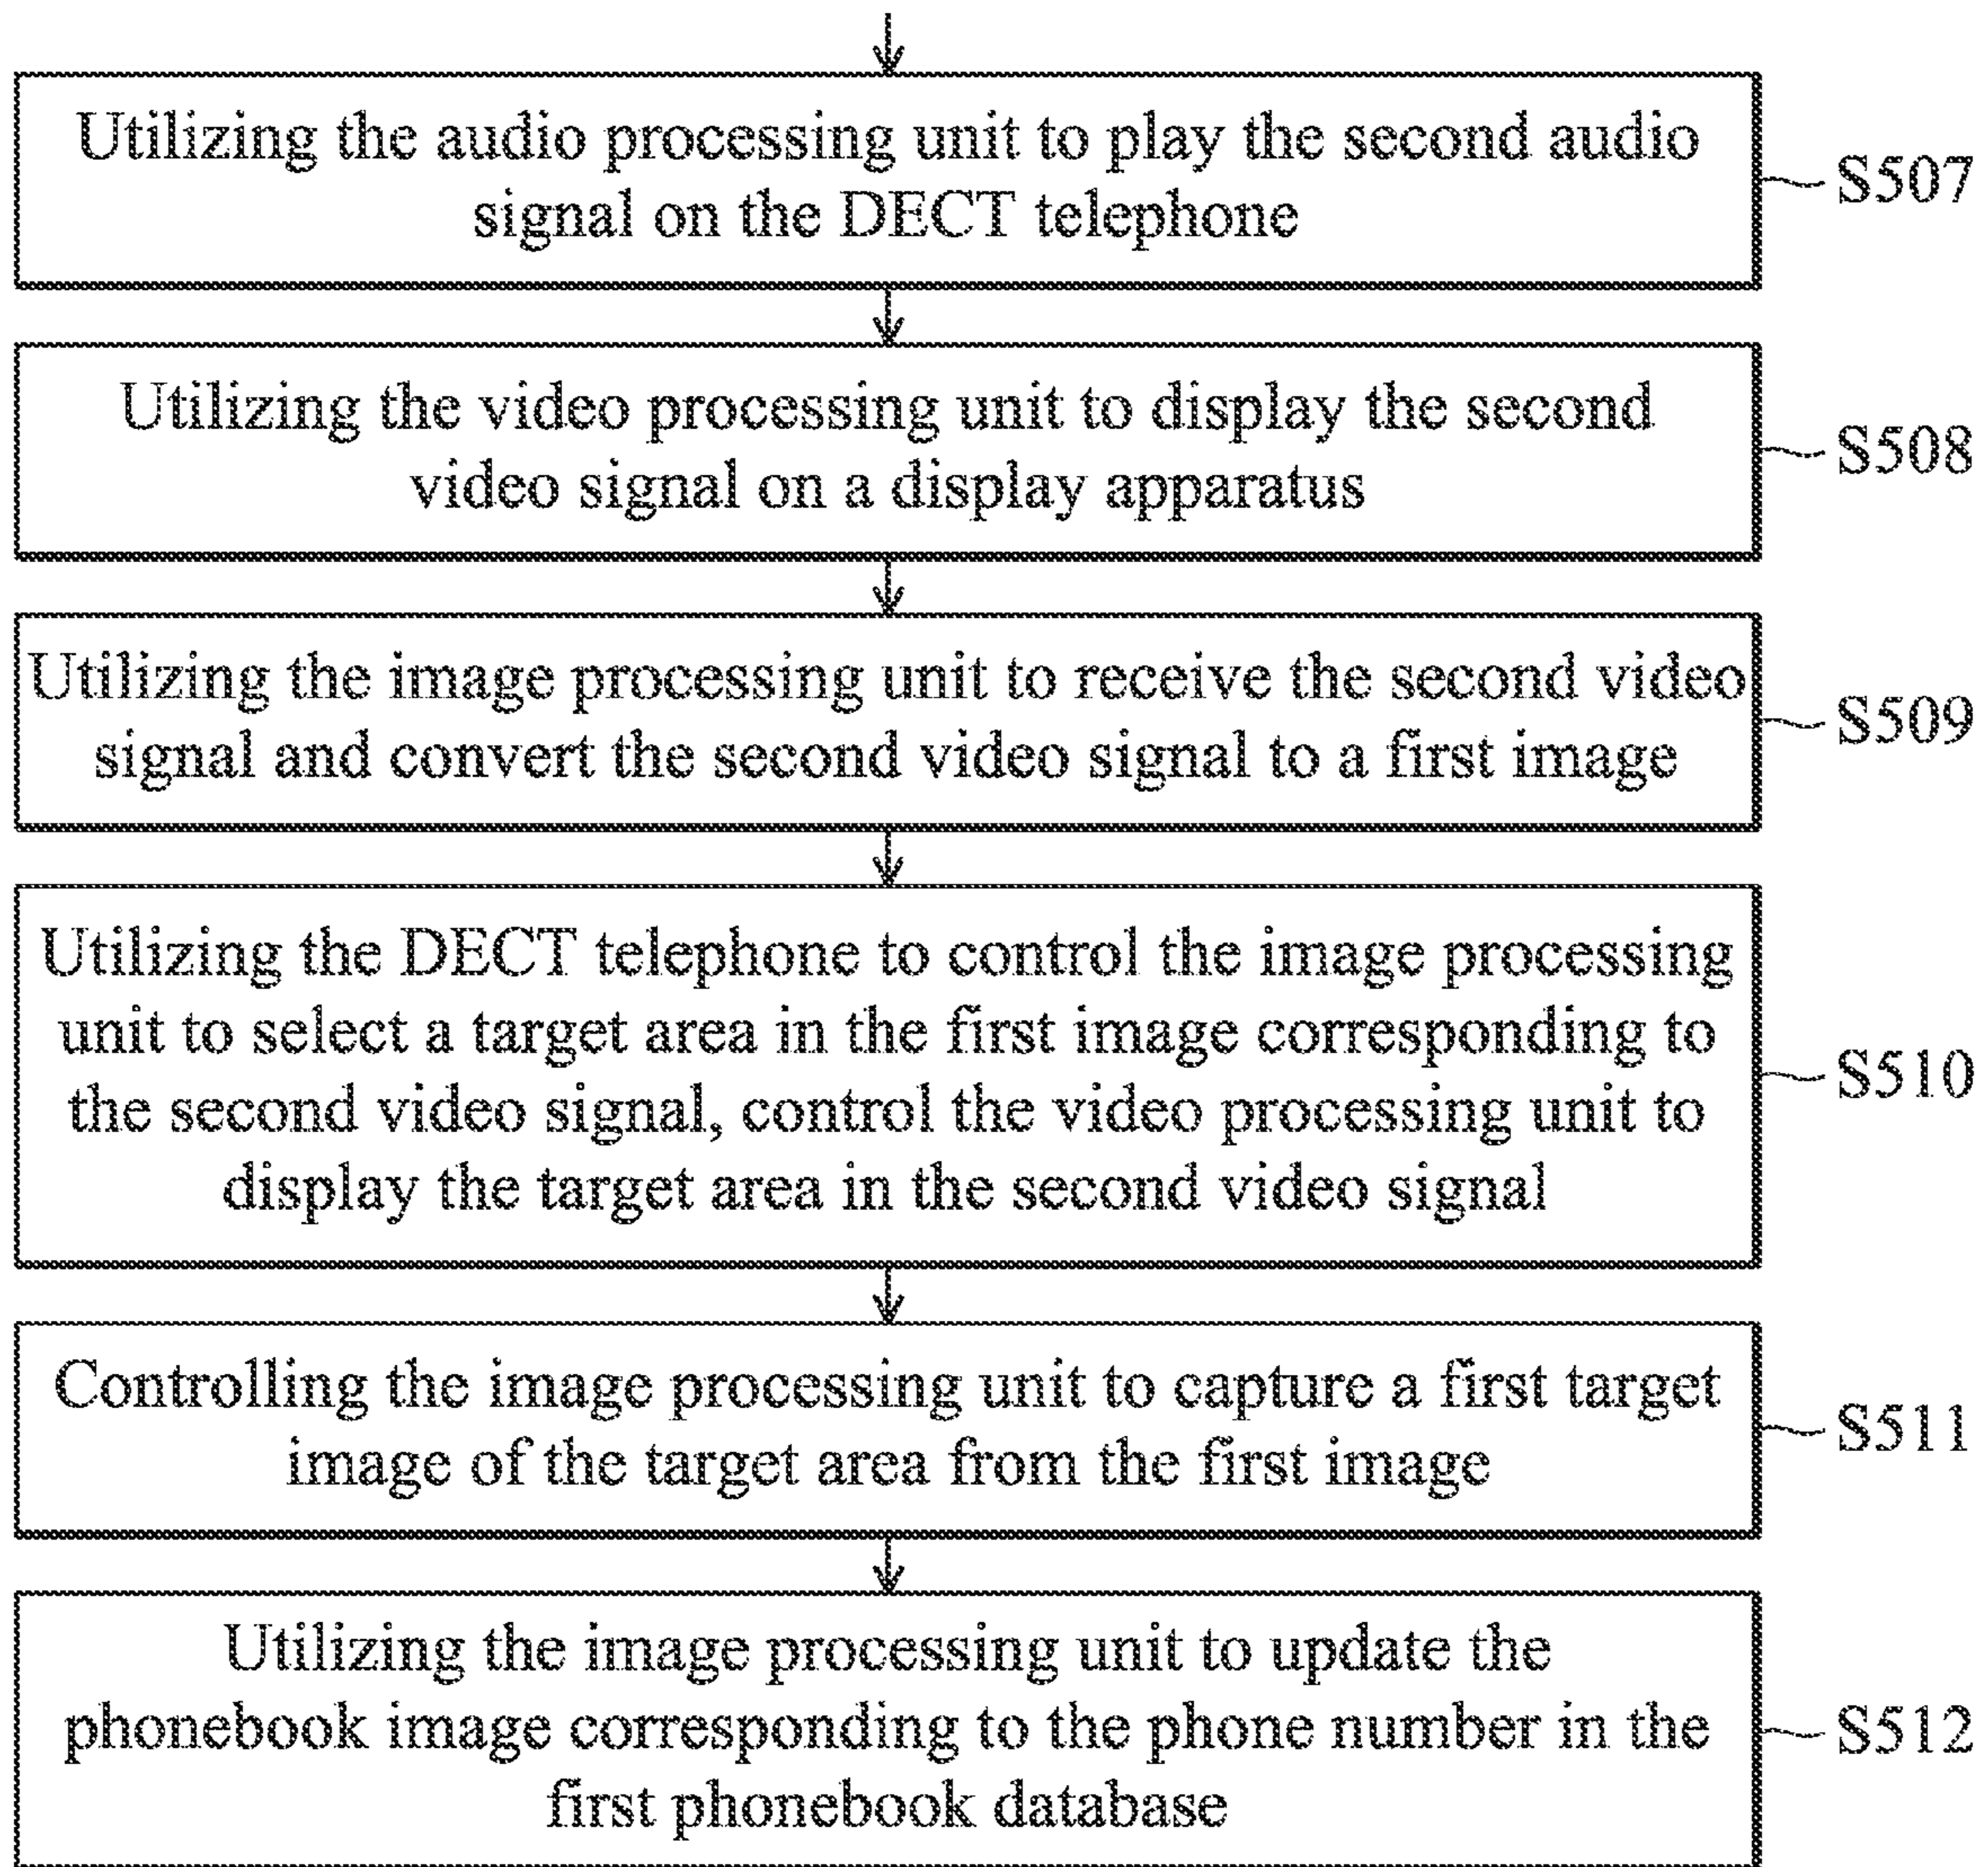 Utilizing the audio processing unit to play the second audio
signal on the DECT telephone
S507
Utilizing the video processing unit to display the second
video signal on a display apparatus
S508
Utilizing the image processing unit to receive the second video
signal and convert the second video signal to a first image
S509
Utilizing the DECT telephone to control the image processing
unit to select a target area in the first image corresponding to
the second video signal, control the video processing unit to
display the target area in the second video signal
S510
Controlling the image processing unit to capture a first target
image of the target area from the first image
S511
Utilizing the image processing unit to update the
phonebook image corresponding to the phone number in the
first phonebook database
S512